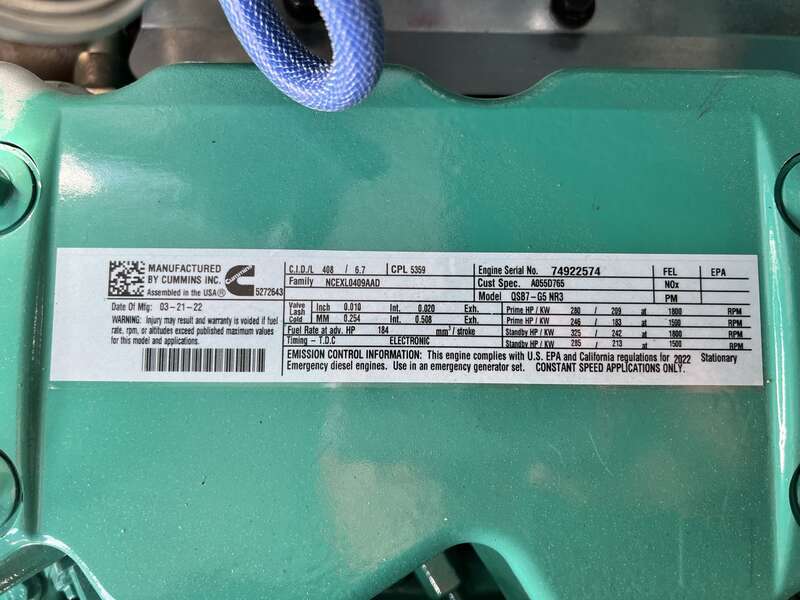 MANUFACTURED
BY CUMMINS INC.
Assembled in the USA®
5272643
Cummins
Date Of Mfg: 03-21-22
WARNING: Injury may result and warranty is voided if fuel
rate, rpm, or altitudes exceed published maximum values
for this model and applications.
C.I.D./L 408 / 6.7 CPL 5359
Family NCEXL0409AAD
Engine Serial No. 74922574
Cust Spec. A055D765
Model QSB7-G5 NR3
FEL EPA
NOx
PM
Valve Lash Cold
Inch 0.010 Int. 0.020 Exh.
MM 0.254 Int. 0.508 Exh.
Fuel Rate at adv. HP 184 mm³/ stroke
Timing - T.D.C ELECTRONIC
Prime HP / KW 280 / 209 at 1800 RPM
Prime HP / KW 246 / 183 at 1500 RPM
Standby HP / KW 325 / 242 at 1800 RPM
Standby HP / KW 285 / 213 at 1500 RPM
EMISSION CONTROL INFORMATION: This engine complies with U.S. EPA and California regulations for 2022 Stationary
Emergency diesel engines. Use in an emergency generator set. CONSTANT SPEED APPLICATIONS ONLY.